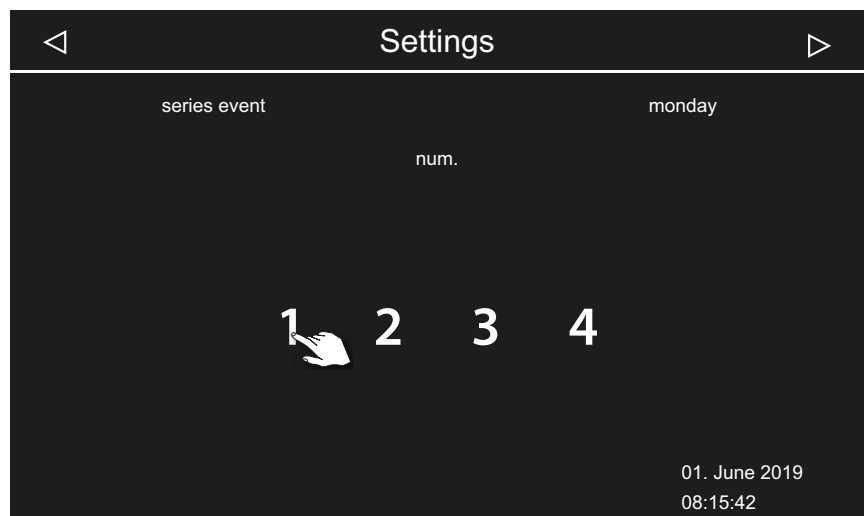 Settings
series event monday
num.
1 2 3 4
01. June 2019
08:15:42